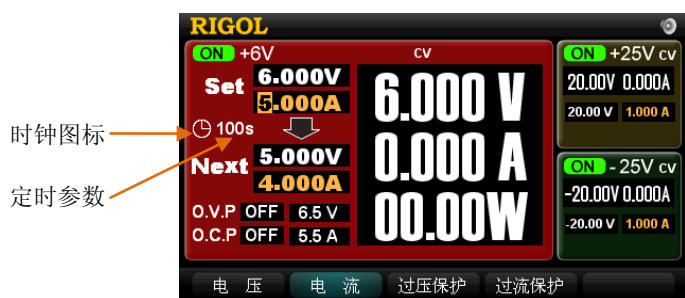 RIGOL
ON +6V cv
Set 6.000V
5.000A
100s
Next 5.000V
4.000A
O.V.P OFF 6.5 V
O.C.P OFF 5.5 A
6.000 V
0.000 A
00.00W
ON +25V cv
20.00V 0.000A
20.00 V 1.000 A
ON - 25V cv
-20.00V 0.000A
-20.00 V 1.000 A
时钟图标
定时参数
电 压 电 流 过压保护 过流保护